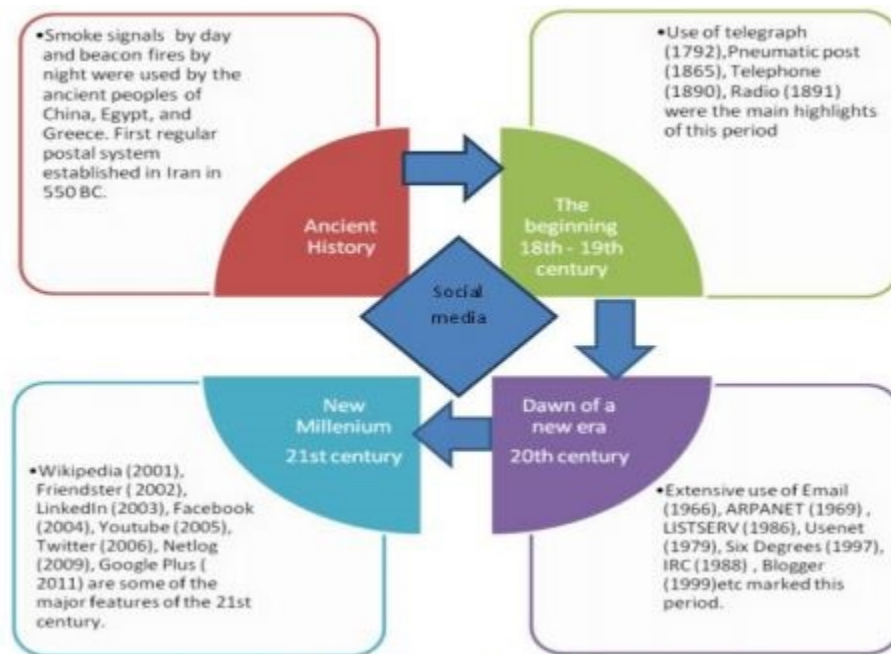 •Smoke signals by day
and beacon fires by
night were used by the
ancient peoples of
China, Egypt, and
Greece. First regular
postal system
established in Iran in
550 BC.
Ancient
History
•Use of telegraph
(1792),Pneumatic post
(1865), Telephone
(1890), Radio (1891)
were the main highlights
of this period
The
beginning
18th - 19th
century
Social
media
New
Millenium
21st century
•Wikipedia (2001),
Friendster ( 2002),
LinkedIn (2003), Facebook
(2004), Youtube (2005),
Twitter (2006), Netlog
(2009), Google Plus (
2011) are some of the
major features of the 21st
century.
Dawn of a
new era
20th century
•Extensive use of Email
(1966), ARPANET (1969) ,
LISTSERV (1986), Usenet
(1979), Six Degrees (1997),
IRC (1988) , Blogger
(1999)etc marked this
period.